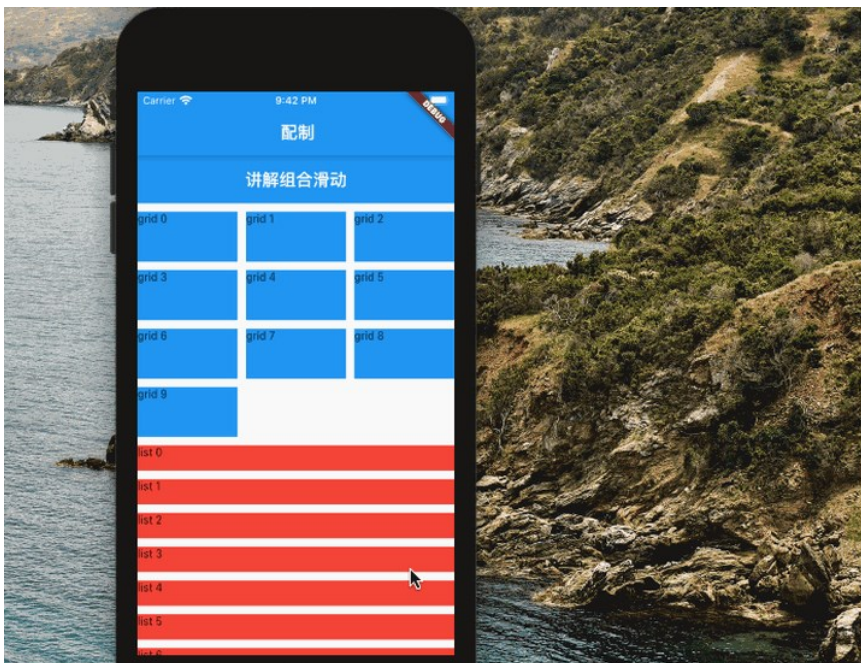 Carrier 9:42 PM
DEBUG
配制
讲解组合滑动
grid 0 grid 1 grid 2
grid 3 grid 4 grid 5
grid 6 grid 7 grid 8
grid 9
list 0
list 1
list 2
list 3
list 4
list 5
list 6